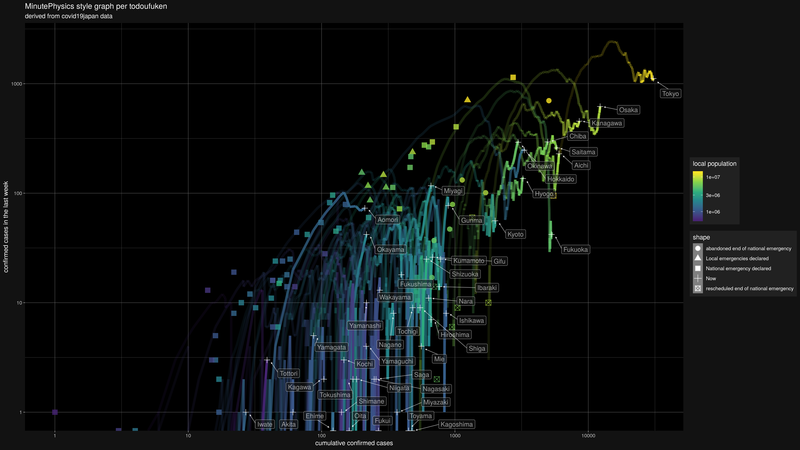 MinutePhysics style graph per todoufuken
derived from covid19japan data
confirmed cases in the last week
1000
100
10
1
Tokyo
Osaka
Kanagawa
Chiba
Saitama
Okinawa
Aichi
Hokkaido
Hyogo
Miyagi
Aomori
Gunma
Kyoto
Okayama
Fukuoka
Kumamoto
Gifu
Shizuoka
Fukushima
Ibaraki
Wakayama
Nara
Ishikawa
Yamanashi
Tochigi
Hiroshima
Yamagata
Nagano
Shiga
Mie
Kochi
Yamaguchi
Tottori
Saga
Kagawa
Niigata
Nagasaki
Tokushima
Shimane
Miyazaki
Iwate
Akita
Ehime
Oita
Fukui
Toyama
Kagoshima
1
10
100
1000
10000
cumulative confirmed cases
local population
1e+07
3e+06
1e+06
shape
abandoned end of national emergency
Local emergencies declared
National emergency declared
Now
rescheduled end of national emergency